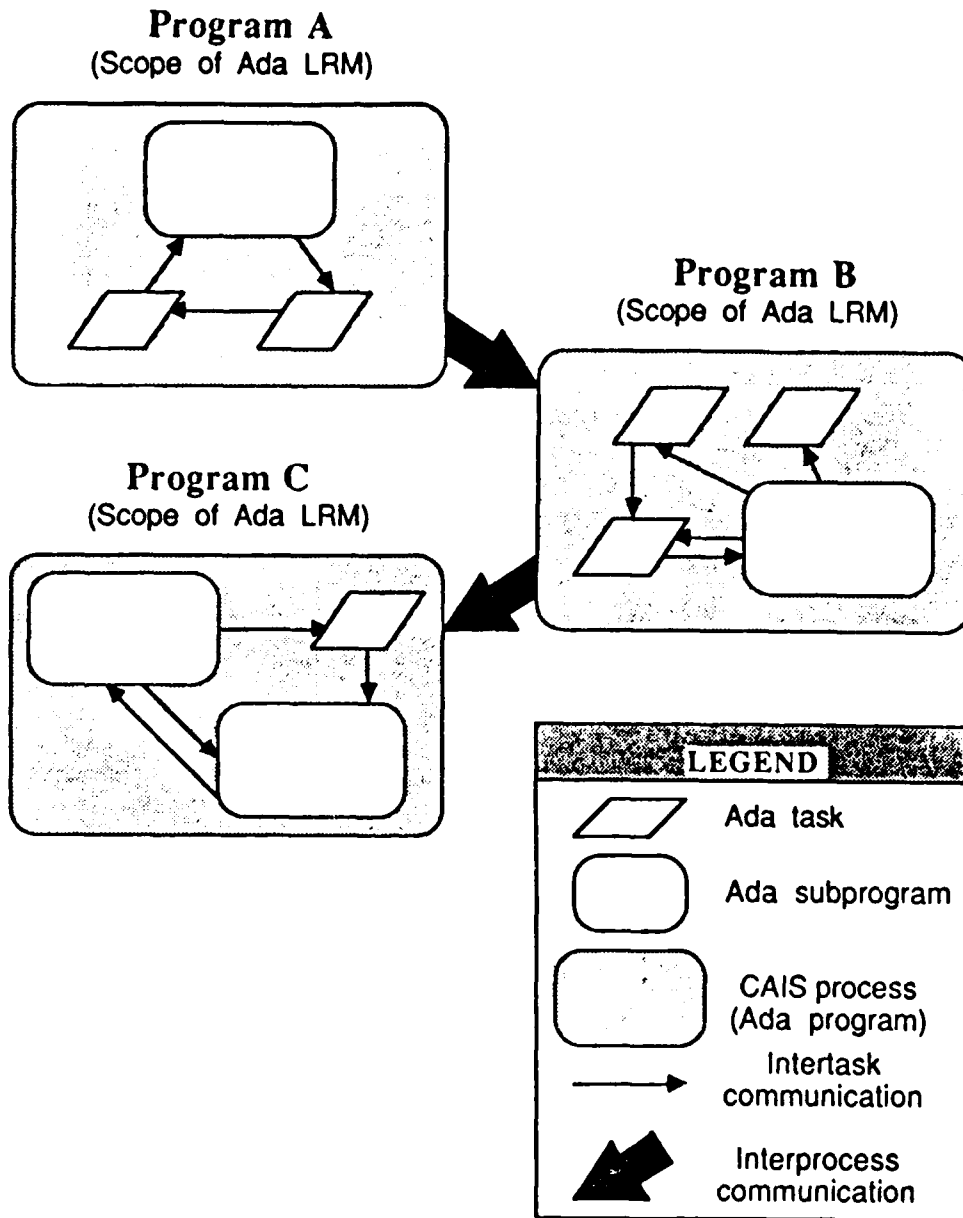 Program A
(Scope of Ada LRM)
Program B
(Scope of Ada LRM)
Program C
(Scope of Ada LRM)
LEGEND
Ada task
Ada subprogram
CAIS process
(Ada program)
Intertask
communication
Interprocess
communication